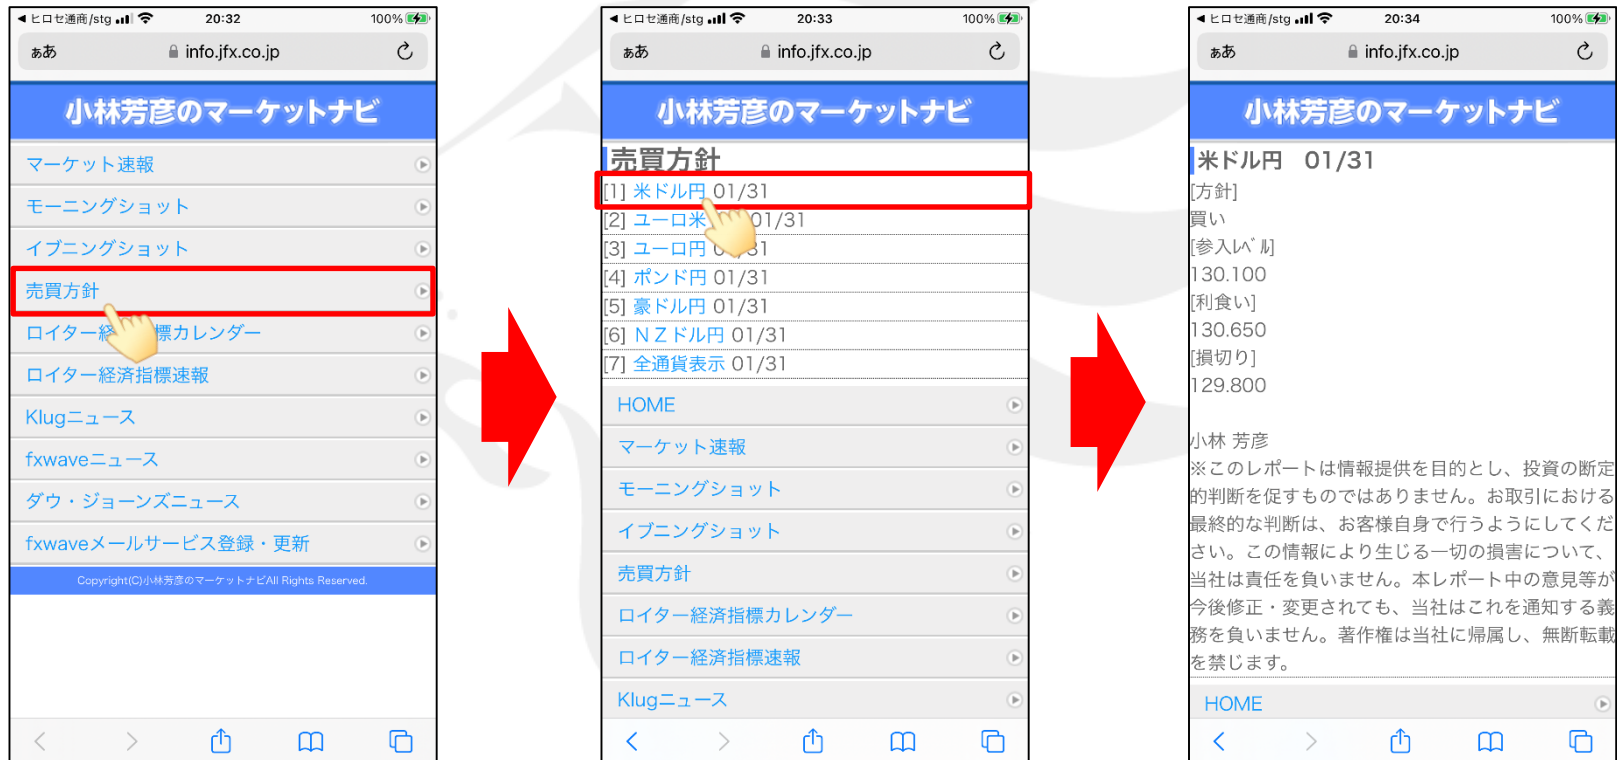 ◀ヒロセ通商/stg
20:32
100%
ぁあ
info.jfx.co.jp
小林芳彦のマーケットナビ
マーケット速報
モーニングショット
イブニングショット
売買方針
ロイター経 標カレンダー
ロイター経済指標速報
Klugニュース
fxwaveニュース
ダウ・ジョーンズニュース
fxwaveメールサービス登録・更新
Copyright(C)小林芳彦のマーケットナビAll Rights Reserved.
◀ヒロセ通商/stg
20:33
100%
ぁあ
info.jfx.co.jp
小林芳彦のマーケットナビ
売買方針
[1] 米ドル円 01/31
[2] ユーロ米 01/31
[3] ユーロ円
[4] ポンド円 01/31
[5] 豪ドル円 01/31
[6] ＮＺドル円 01/31
[7] 全通貨表示 01/31
HOME
マーケット速報
モーニングショット
イブニングショット
売買方針
ロイター経済指標カレンダー
ロイター経済指標速報
Klugニュース
◀ヒロセ通商/stg
20:34
100%
ぁあ
info.jfx.co.jp
小林芳彦のマーケットナビ
米ドル円　01/31
[方針]
買い
[参入ﾚﾍﾞﾙ]
130.100
[利食い]
130.650
[損切り]
129.800
小林 芳彦
※このレポートは情報提供を目的とし、投資の断定
的判断を促すものではありません。お取引における
最終的な判断は、お客様自身で行うようにしてくだ
さい。この情報により生じる一切の損害について、
当社は責任を負いません。本レポート中の意見等が
今後修正・変更されても、当社はこれを通知する義
務を負いません。著作権は当社に帰属し、無断転載
を禁じます。
HOME